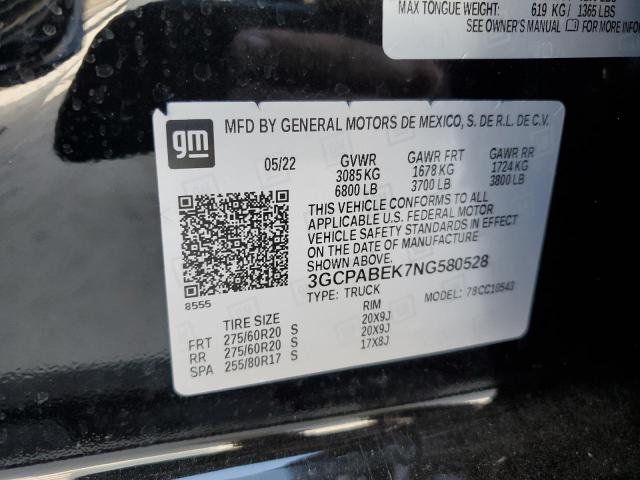 MAX TONGUE WEIGHT: 619 KG / 1365 LBS
SEE OWNER'S MANUAL FOR
gm
MFD BY GENERAL MOTORS DE MEXICO, S. DE R.L. DE C.V.
05/22 GVWR GAWR FRT GAWR RR
3085 KG 1678 KG 1724 KG
6800 LB 3700 LB 3800 LB
THIS VEHICLE CONFORMS TO ALL
APPLICABLE U.S. FEDERAL MOTOR
VEHICLE SAFETY STANDARDS IN EFFECT
ON THE DATE OF MANUFACTURE
SHOWN ABOVE.
3GCPABEK7NG580528
8555
TYPE: TRUCK MODEL: 78CC10543
TIRE SIZE RIM
FRT 275/60R20 S 20X9J
RR 275/60R20 S 20X9J
SPA 255/80R17 S 17X8J